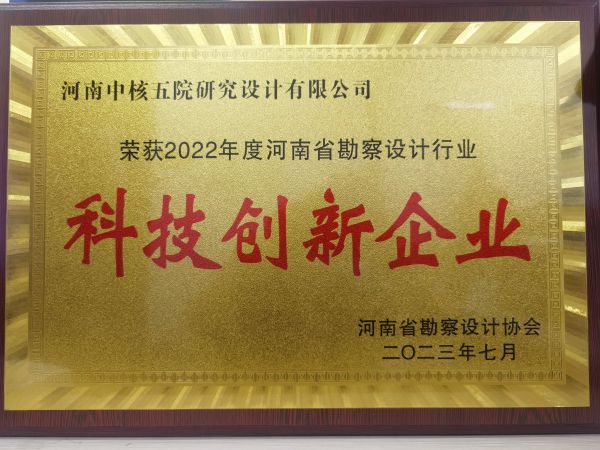 河南中核五院研究设计有限公司
荣获2022年度河南省勘察设计行业
科技创新企业
河南省勘察设计协会
二〇二三年七月